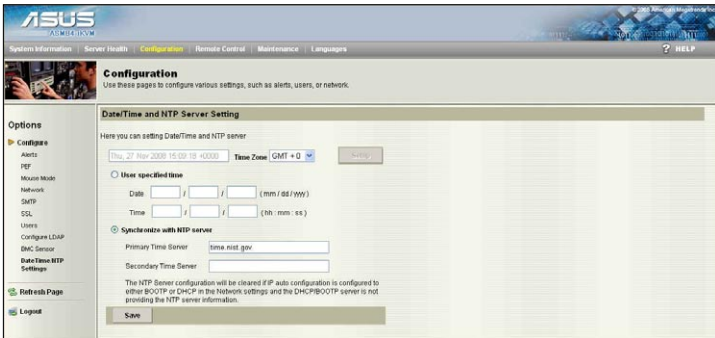 ASUS
ASMB4-iKVM
System Information
Server Health
Configuration
Remote Control
Maintenance
Languages
? HELP
Configuration
Use these pages to configure various settings, such as alerts, users, or network.
Options
Configure
Alerts
PEF
Mouse Mode
Network
SMTP
SSL
Users
Configure LDAP
BMC Sensor
DateTime NTP
Settings
Refresh Page
Logout
Date/Time and NTP Server Setting
Here you can setting Date/Time and NTP server
Thu, 27 Nov 2008 15:09:19 +0000 Time Zone GMT + 0
User specified time
Date / / ( mm / dd / yyyy )
Time / / ( hh : mm : ss )
Synchronize with NTP server
Primary Time Server time.nist.gov
Secondary Time Server
The NTP Server configuration will be cleared if IP auto configuration is configured to
either BOOTP or DHCP in the Network settings and the DHCP/BOOTP server is not
providing the NTP server information.
Save